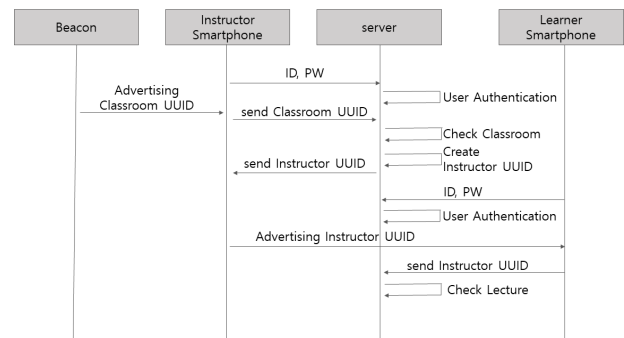 Beacon
Instructor
Smartphone
server
Learner
Smartphone
ID, PW
Advertising
Classroom UUID
User Authentication
send Classroom UUID
Check Classroom
Create
Instructor UUID
send Instructor UUID
ID, PW
User Authentication
Advertising Instructor UUID
send Instructor UUID
Check Lecture